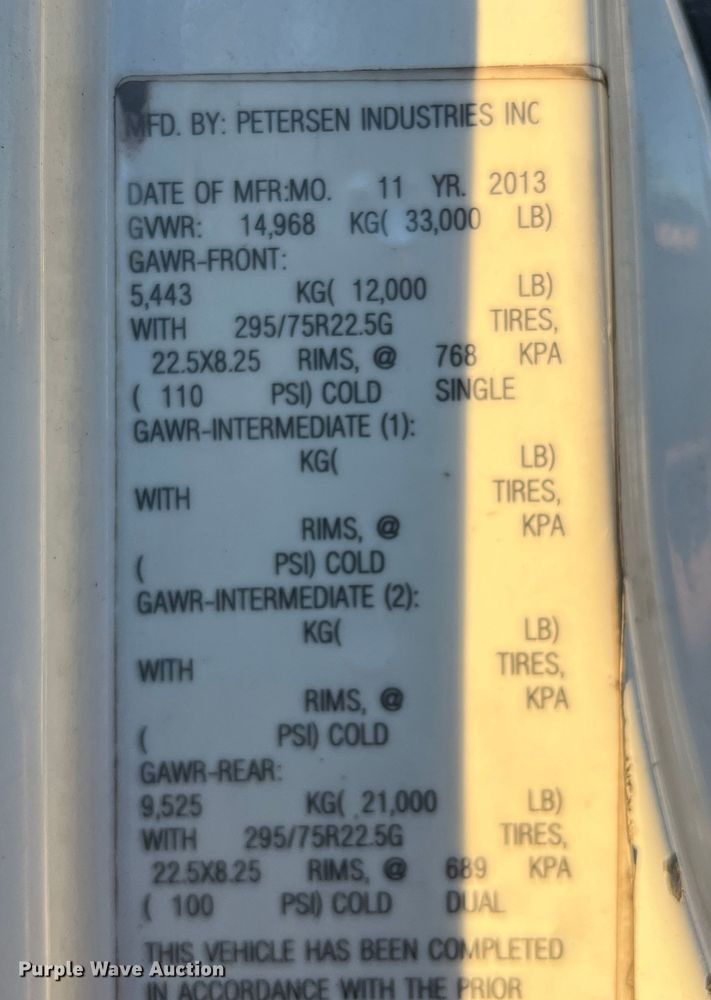 MFD. BY: PETERSEN INDUSTRIES INC
DATE OF MFR:MO. 11 YR. 2013
GVWR: 14,968 KG( 33,000 LB)
GAWR-FRONT:
5,443 KG( 12,000 LB)
WITH 295/75R22.5G TIRES,
22.5X8.25 RIMS, @ 768 KPA
( 110 PSI) COLD SINGLE
GAWR-INTERMEDIATE (1):
KG( LB)
WITH TIRES,
RIMS, @ KPA
( PSI) COLD
GAWR-INTERMEDIATE (2):
KG( LB)
WITH TIRES,
RIMS, @ KPA
( PSI) COLD
GAWR-REAR:
9,525 KG( 21,000 LB)
WITH 295/75R22.5G TIRES,
22.5X8.25 RIMS, @ 689 KPA
( 100 PSI) COLD DUAL
THIS VEHICLE HAS BEEN COMPLETED
IN ACCORDANCE WITH THE PRIOR
Purple Wave Auction